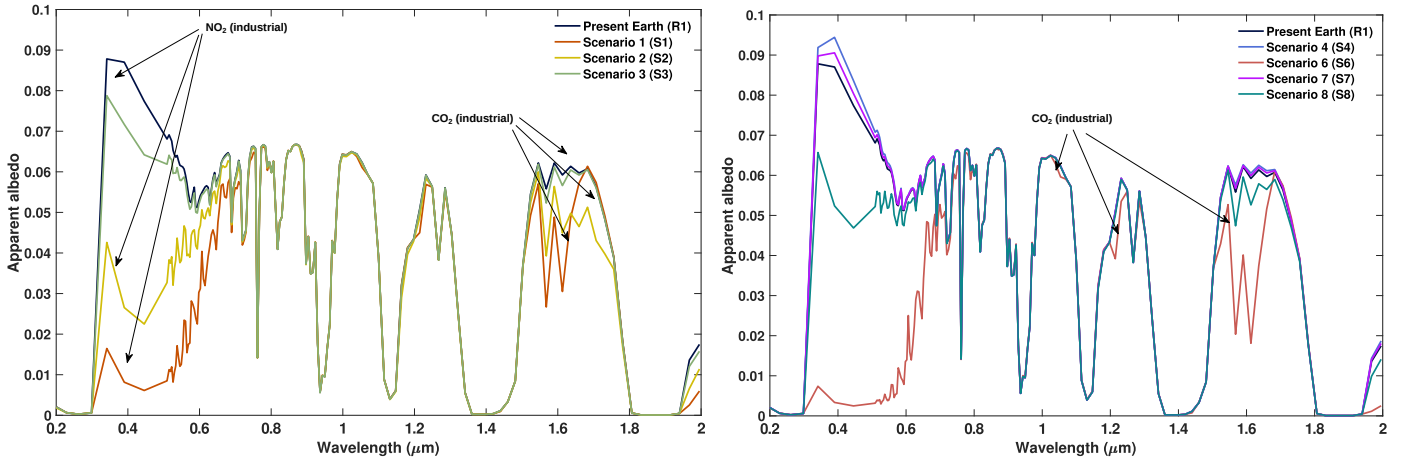 0.1
0.09
0.08
0.07
0.06
0.05
0.04
0.03
0.02
0.01
0
Apparent albedo
0.2
0.4
0.6
0.8
1
1.2
1.4
1.6
1.8
2
Wavelength (μm)
NO₂ (industrial)
CO₂ (industrial)
Present Earth (R1)
Scenario 1 (S1)
Scenario 2 (S2)
Scenario 3 (S3)
0.1
0.09
0.08
0.07
0.06
0.05
0.04
0.03
0.02
0.01
0
Apparent albedo
0.2
0.4
0.6
0.8
1
1.2
1.4
1.6
1.8
2
Wavelength (μm)
CO₂ (industrial)
Present Earth (R1)
Scenario 4 (S4)
Scenario 6 (S6)
Scenario 7 (S7)
Scenario 8 (S8)